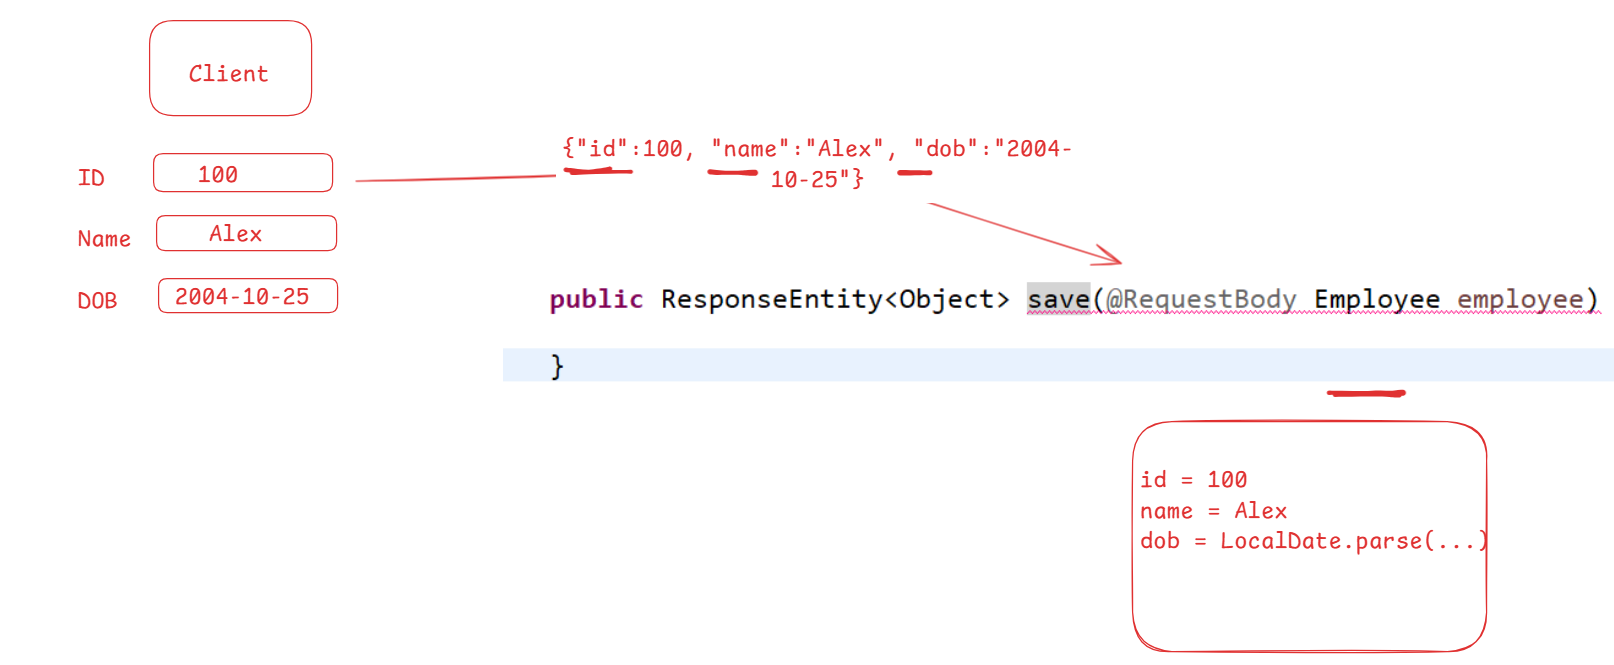 Client
ID 100
Name Alex
DOB 2004-10-25
{"id":100, "name":"Alex", "dob":"2004-
10-25"}
public ResponseEntity<Object> save(@RequestBody Employee employee)
}
id = 100
name = Alex
dob = LocalDate.parse(...)